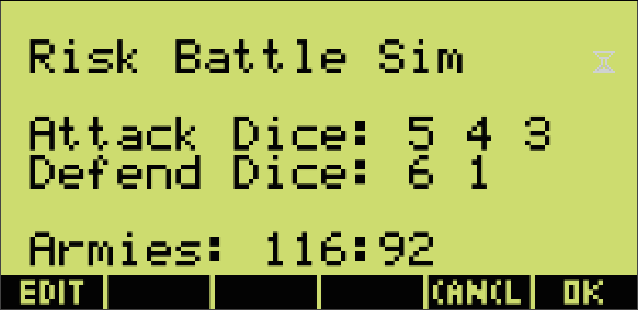 Risk Battle Sim
Attack Dice: 5 4 3
Defend Dice: 6 1
Armies: 116:92
EDIT CANCL OK